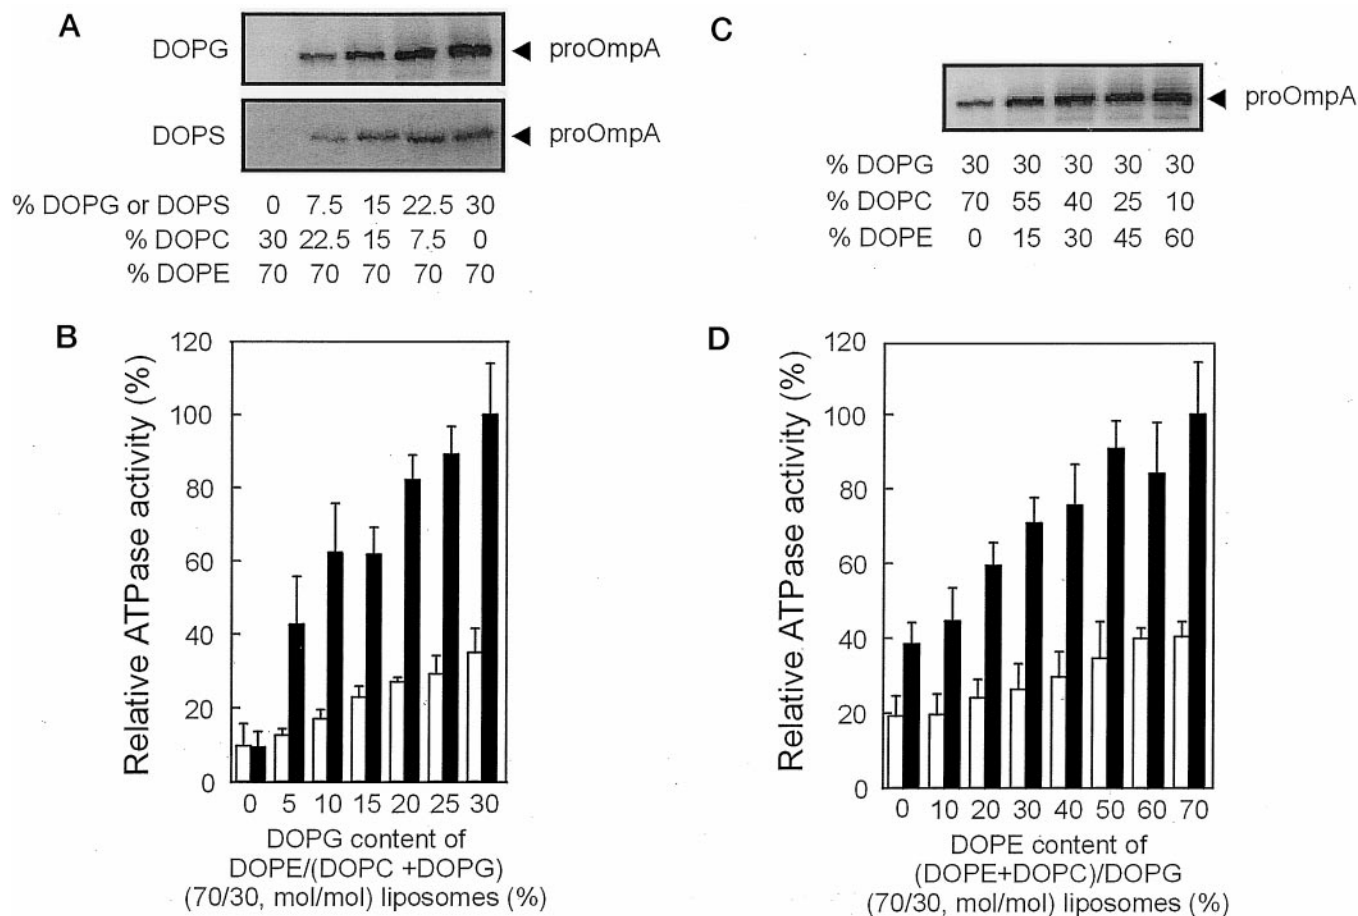 A
DOPG
proOmpA
DOPS
proOmpA
% DOPG or DOPS 0 7.5 15 22.5 30
% DOPC 30 22.5 15 7.5 0
% DOPE 70 70 70 70 70
B
Relative ATPase activity (%)
120
100
80
60
40
20
0
0 5 10 15 20 25 30
DOPG content of
DOPE/(DOPC +DOPG)
(70/30, mol/mol) liposomes (%)
C
proOmpA
% DOPG 30 30 30 30 30
% DOPC 70 55 40 25 10
% DOPE 0 15 30 45 60
D
Relative ATPase activity (%)
120
100
80
60
40
20
0
0 10 20 30 40 50 60 70
DOPE content of
(DOPE+DOPC)/DOPG
(70/30, mol/mol) liposomes (%)